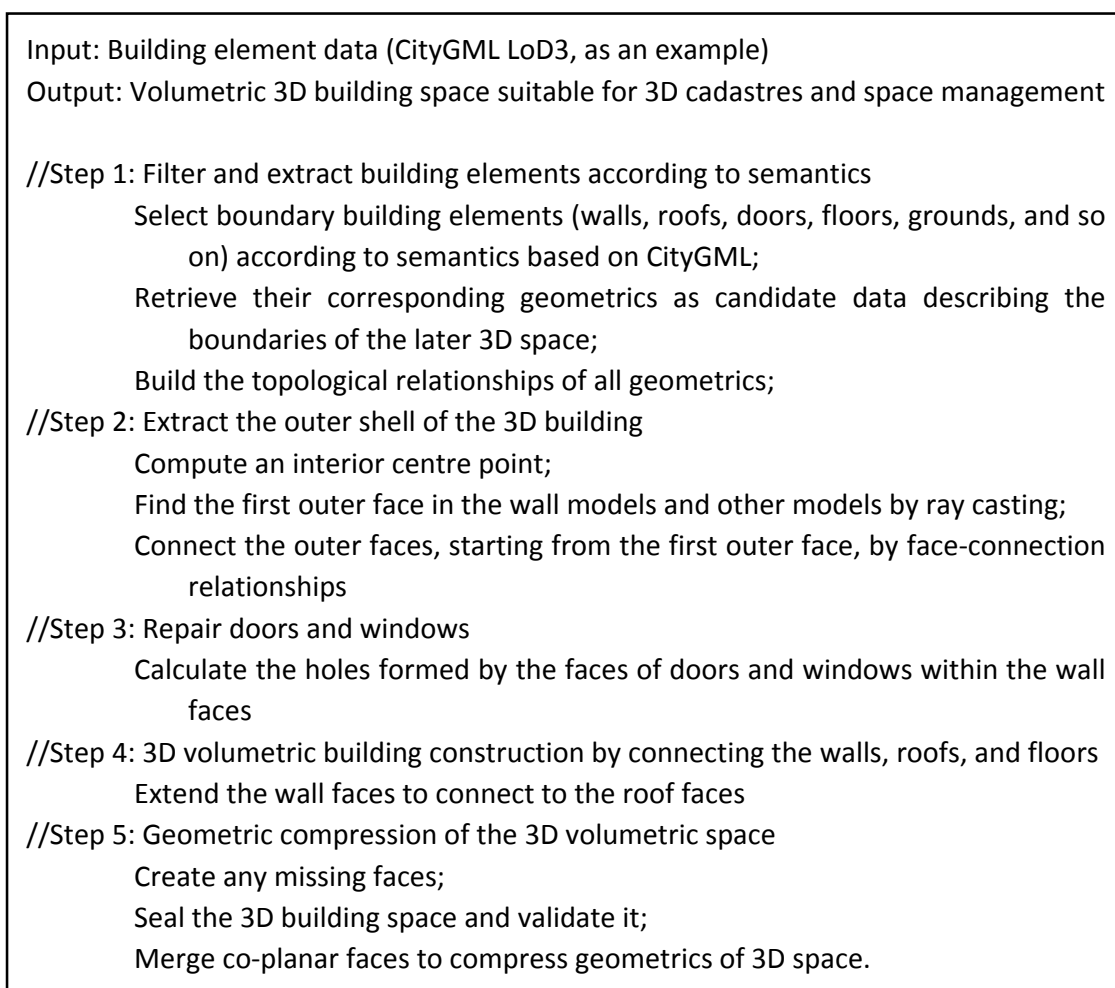 Input: Building element data (CityGML LoD3, as an example)
Output: Volumetric 3D building space suitable for 3D cadastres and space management
//Step 1: Filter and extract building elements according to semantics
Select boundary building elements (walls, roofs, doors, floors, grounds, and so
on) according to semantics based on CityGML;
Retrieve their corresponding geometrics as candidate data describing the
boundaries of the later 3D space;
Build the topological relationships of all geometrics;
//Step 2: Extract the outer shell of the 3D building
Compute an interior centre point;
Find the first outer face in the wall models and other models by ray casting;
Connect the outer faces, starting from the first outer face, by face-connection
relationships
//Step 3: Repair doors and windows
Calculate the holes formed by the faces of doors and windows within the wall
faces
//Step 4: 3D volumetric building construction by connecting the walls, roofs, and floors
Extend the wall faces to connect to the roof faces
//Step 5: Geometric compression of the 3D volumetric space
Create any missing faces;
Seal the 3D building space and validate it;
Merge co-planar faces to compress geometrics of 3D space.